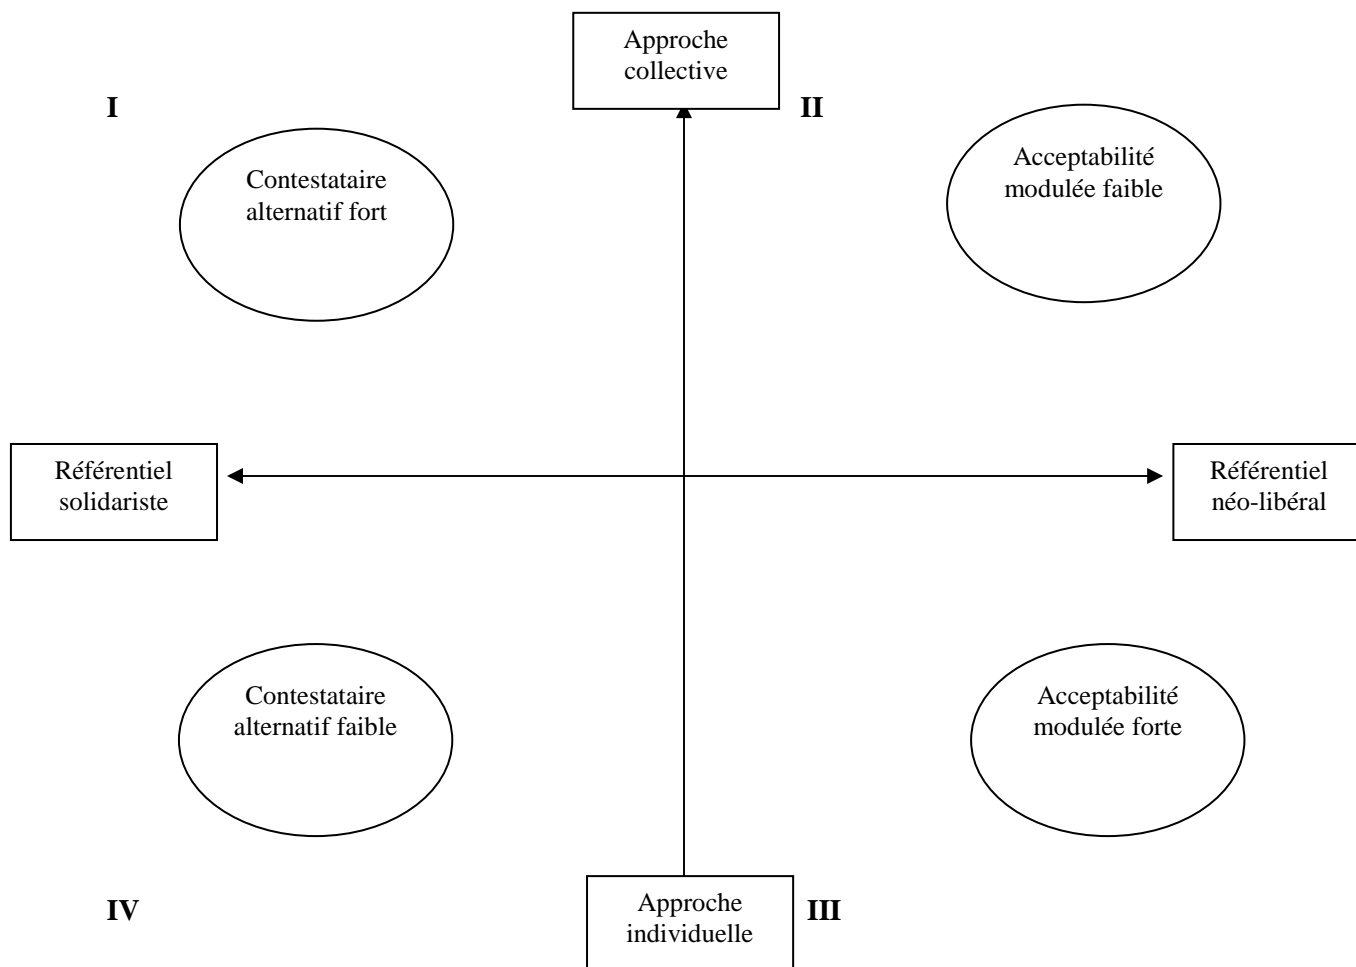 Approche
collective
I
II
Contestataire
alternatif fort
Acceptabilité
modulée faible
Référentiel
solidariste
Référentiel
néo-libéral
Contestataire
alternatif faible
Acceptabilité
modulée forte
IV
Approche
individuelle
III